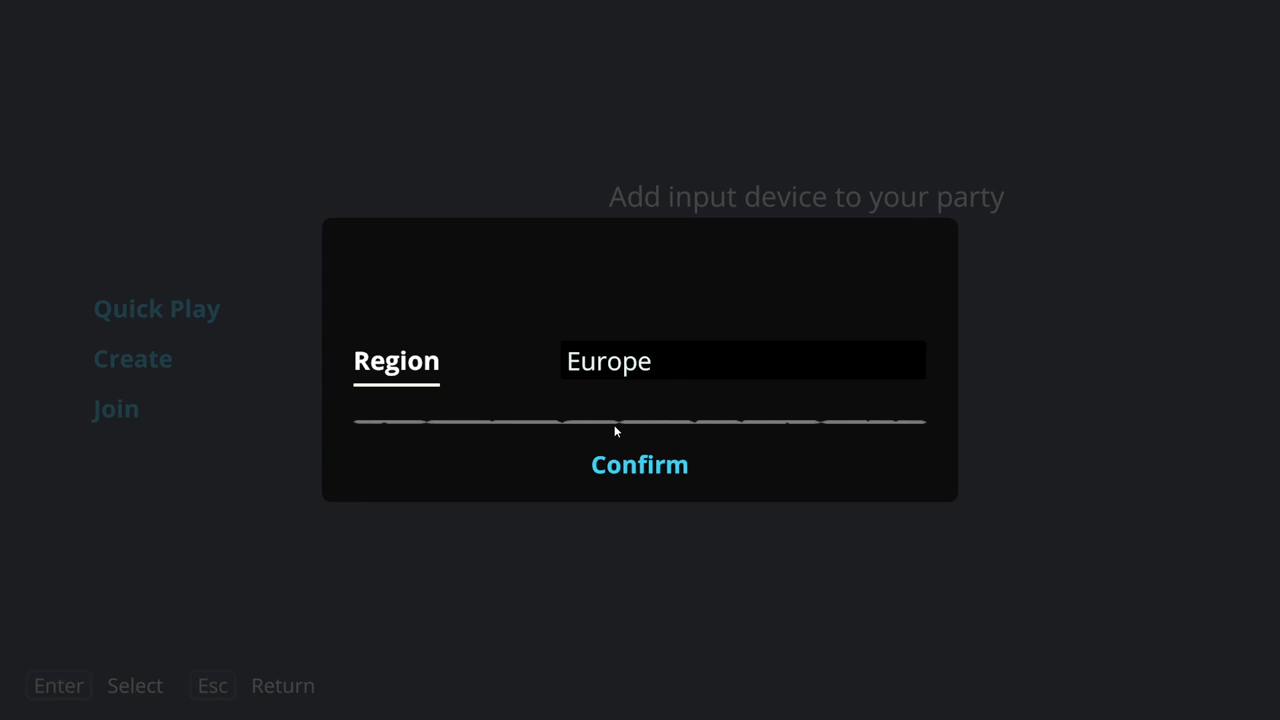 Add input device to your party
Quick Play
Create
Join
Region Europe
Confirm
Enter Select Esc Return